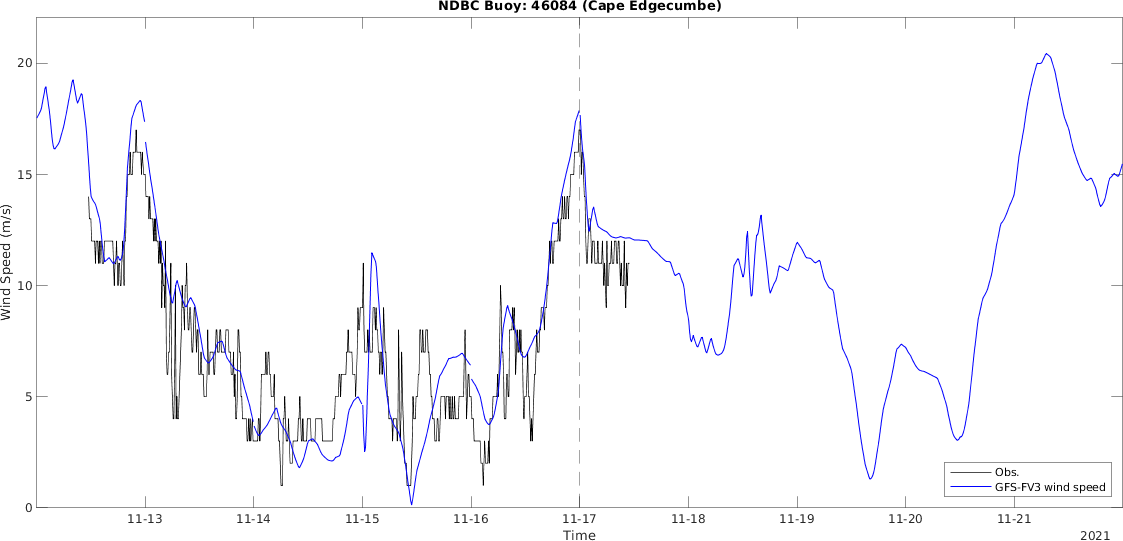 NDBC Buoy: 46084 (Cape Edgecumbe)
20
15
10
5
0
Wind Speed (m/s)
11-13 11-14 11-15 11-16 11-17 11-18 11-19 11-20 11-21
Time
2021
Obs.
GFS-FV3 wind speed